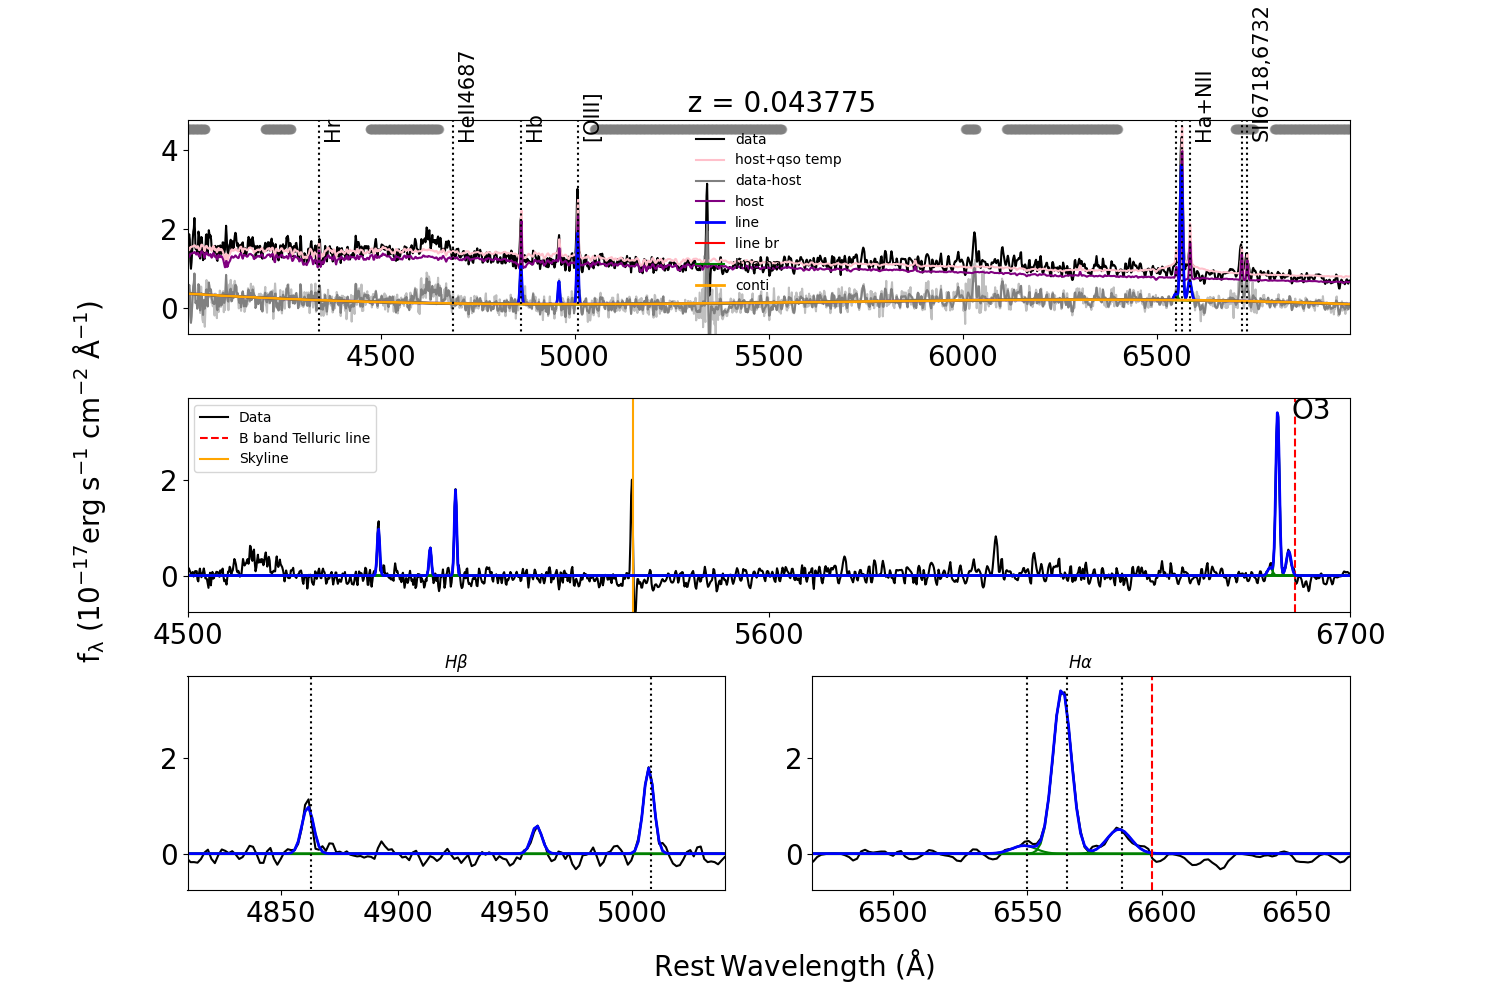 z = 0.043775
Hr
HeII4687
Hb
[OIII]
Ha+NII
SII6718,6732
data
host+qso temp
data-host
host
line
line br
conti
4
2
0
4500
5000
5500
6000
6500
fλ (10⁻¹⁷erg s⁻¹ cm⁻² Å⁻¹)
Data
B band Telluric line
Skyline
O3
2
0
4500
5600
6700
Hβ
2
0
4850
4900
4950
5000
Hα
2
0
6500
6550
6600
6650
Rest Wavelength (Å)